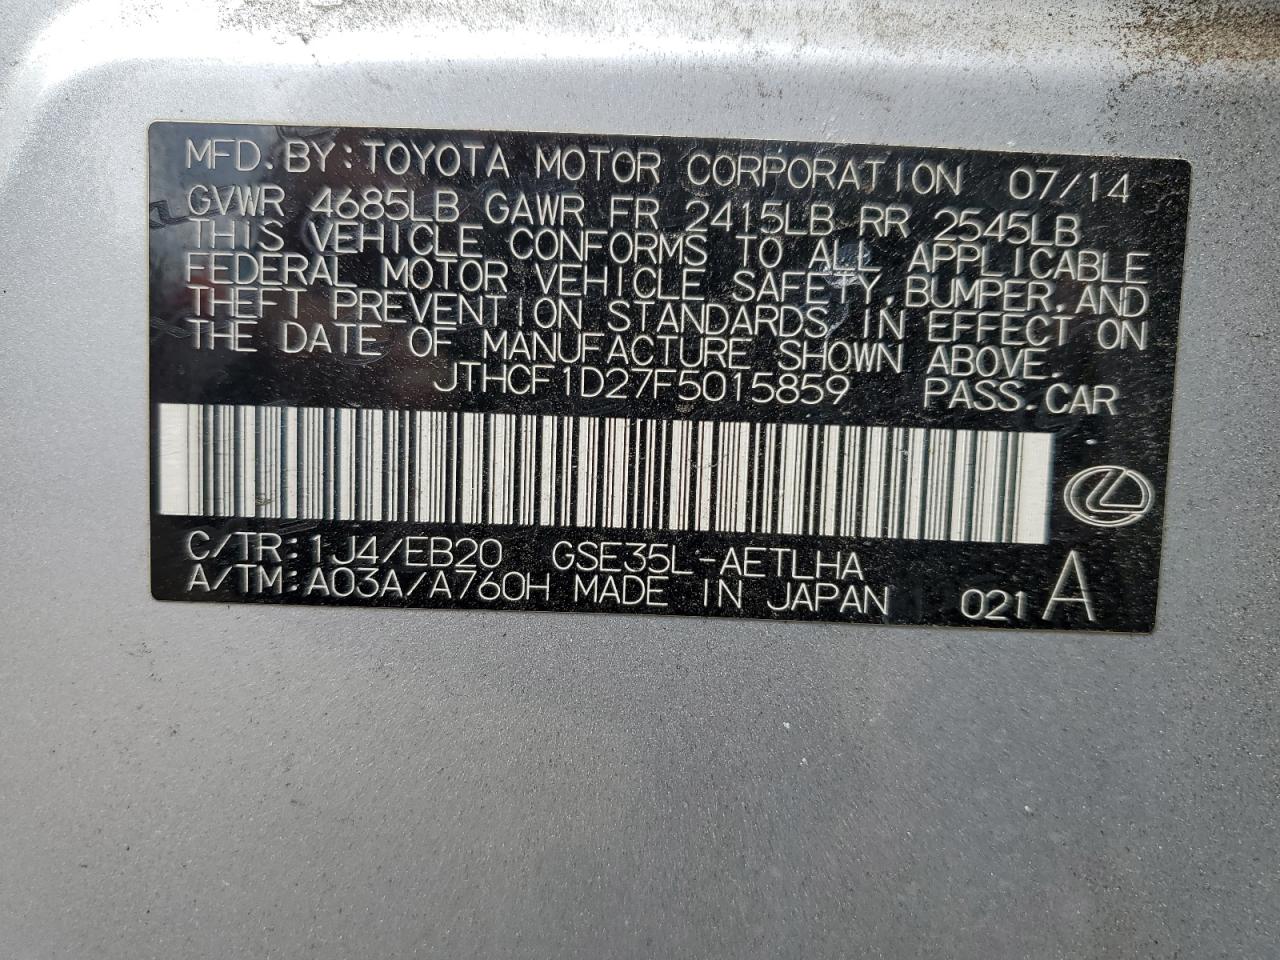 MFD. BY: TOYOTA MOTOR CORPORATION 07/14
GVWR 4685LB GAWR FR 2415LB RR 2545LB
THIS VEHICLE CONFORMS TO ALL APPLICABLE
FEDERAL MOTOR VEHICLE SAFETY, BUMPER, AND
THEFT PREVENTION STANDARDS IN EFFECT ON
THE DATE OF MANUFACTURE SHOWN ABOVE.
JTHCF1D27F5015859 PASS. CAR
C/TR: 1J4/EB20 GSE35L-AETLHA
A/TM: A03A/A760H MADE IN JAPAN 021 A